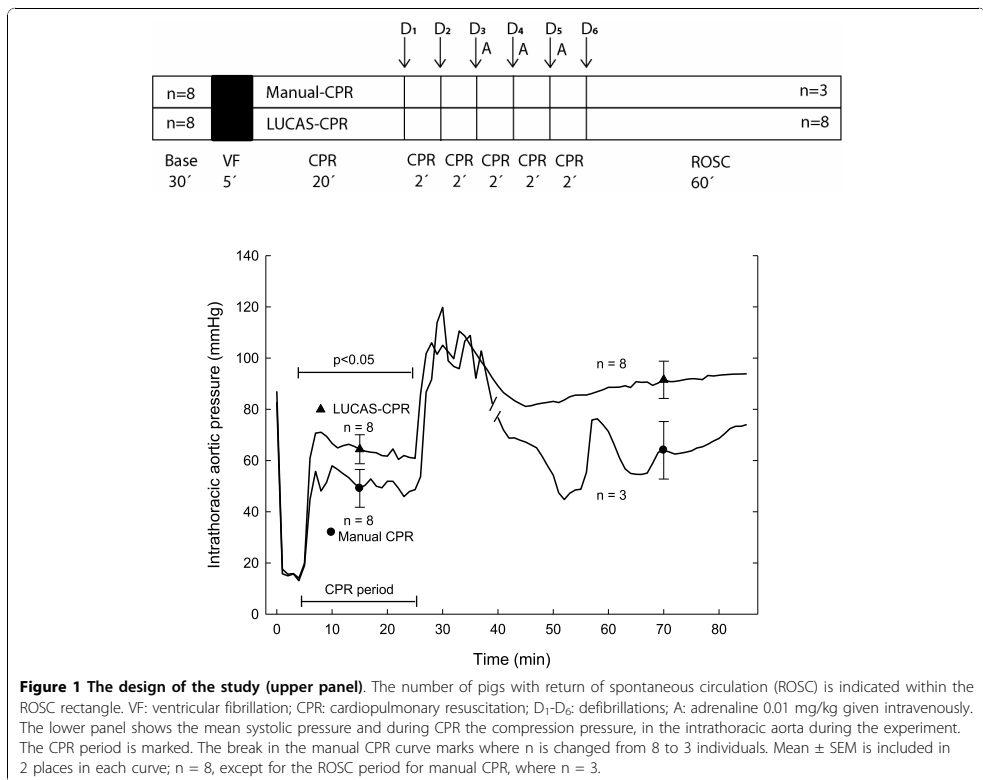 D1 D2 D3 D4 D5 D6
A A A
n=8 Manual-CPR n=3
n=8 LUCAS-CPR n=8
Base VF CPR CPR CPR CPR CPR CPR ROSC
30´ 5´ 20´ 2´ 2´ 2´ 2´ 2´ 60´
Intrathoracic aortic pressure (mmHg)
140
120
100
80
60
40
20
0
p<0.05
▲ LUCAS-CPR
n = 8
n = 8
● Manual CPR
n = 8
n = 3
CPR period
0 10 20 30 40 50 60 70 80
Time (min)
Figure 1 The design of the study (upper panel). The number of pigs with return of spontaneous circulation (ROSC) is indicated within the
ROSC rectangle. VF: ventricular fibrillation; CPR: cardiopulmonary resuscitation; D1-D6: defibrillations; A: adrenaline 0.01 mg/kg given intravenously.
The lower panel shows the mean systolic pressure and during CPR the compression pressure, in the intrathoracic aorta during the experiment.
The CPR period is marked. The break in the manual CPR curve marks where n is changed from 8 to 3 individuals. Mean ± SEM is included in
2 places in each curve; n = 8, except for the ROSC period for manual CPR, where n = 3.